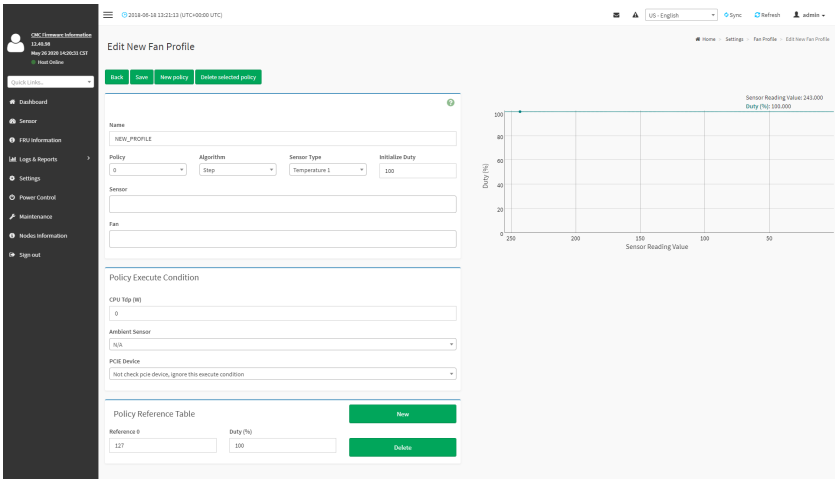 CMC Firmware Information
12.40.00
May 26 2020 14:20:31 CST
Host Online
Quick Links...
Dashboard
Sensor
FRU Information
Logs & Reports
Settings
Power Control
Maintenance
Nodes Information
Sign out
2018-06-18 13:21:13 (UTC+00:00 UTC)
US - English
Sync
Refresh
admin
Edit New Fan Profile
Home > Settings > Fan Profile > Edit New Fan Profile
Back
Save
New policy
Delete selected policy
Name
NEW_PROFILE
Policy
Algorithm
Sensor Type
Initialize Duty
0
Step
Temperature 1
100
Sensor
Fan
Policy Execute Condition
CPU Tdp (W)
0
Ambient Sensor
N/A
PCIE Device
Not check pcie device, ignore this execute condition
Policy Reference Table
New
Reference 0
Duty (%)
127
100
Delete
Sensor Reading Value: 243.000
Duty (%): 100.000
100
80
60
40
20
0
Duty (%)
250
200
150
100
50
Sensor Reading Value